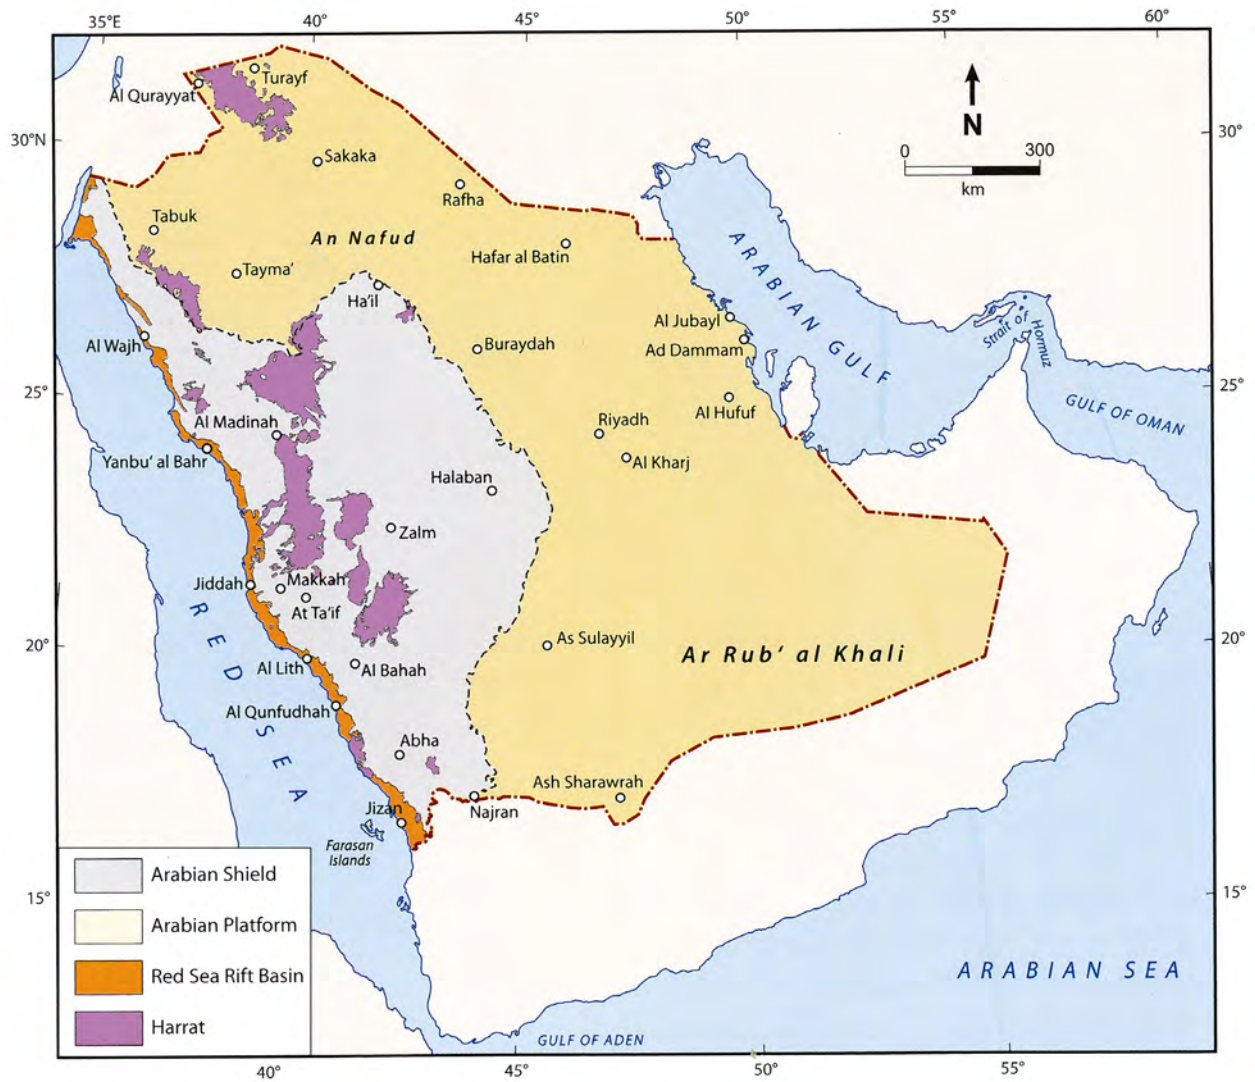 35°E
40°
45°
50°
55°
60°
Turayf
Al Qurayyat
30°N
N
30°
0
300
km
Sakaka
Rafha
Tabuk
An Nafud
Hafar al Batin
Tayma'
Ha'il
ARABIAN GULF
Al Jubayl
Strait of
Hormuz
Al Wajh
Buraydah
Ad Dammam
25°
25°
GULF OF OMAN
Al Hufuf
Al Madinah
Riyadh
Yanbu' al Bahr
Al Kharj
Halaban
Zalm
Jiddah
Makkah
At Ta'if
RED SEA
20°
As Sulayyil
Ar Rub' al Khali
20°
Al Lith
Al Bahah
Al Qunfudhah
Abha
Ash Sharawrah
Jizan
Najran
Farasan
Islands
15°
15°
Arabian Shield
Arabian Platform
Red Sea Rift Basin
Harrat
ARABIAN SEA
GULF OF ADEN
40°
45°
50°
55°